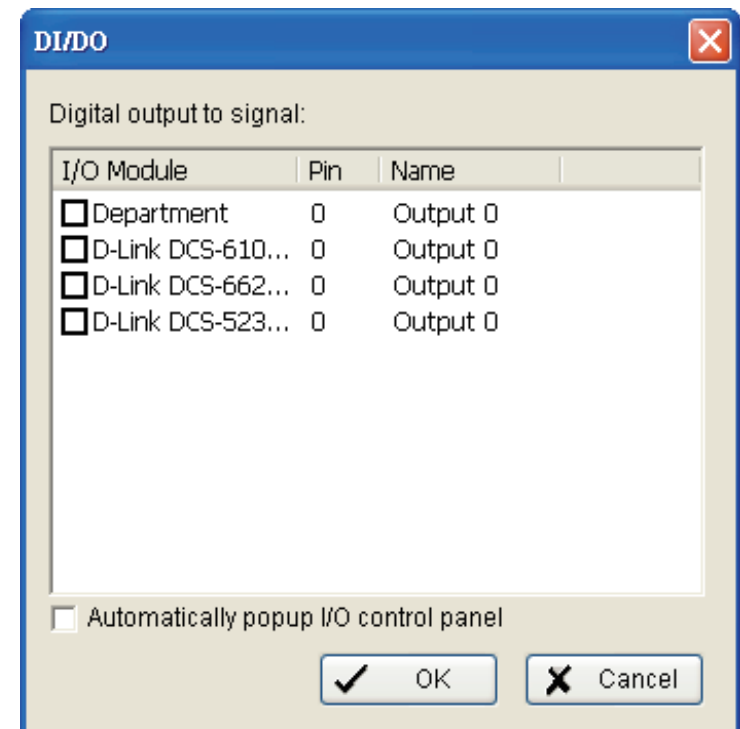 DI/DO
Digital output to signal:
I/O Module Pin Name
Department 0 Output 0
D-Link DCS-610... 0 Output 0
D-Link DCS-662... 0 Output 0
D-Link DCS-523... 0 Output 0
Automatically popup I/O control panel
OK Cancel